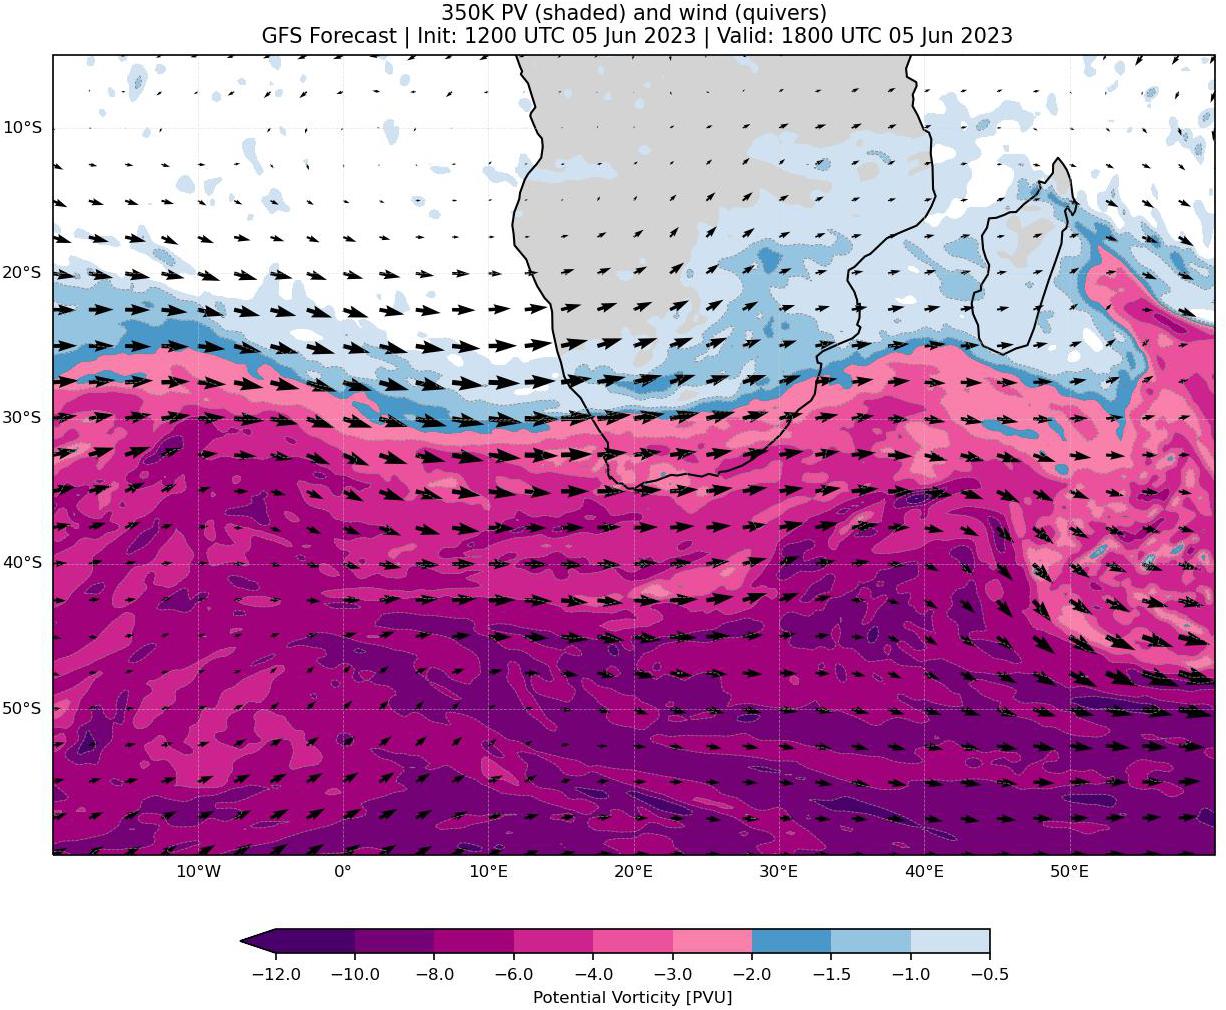 350K PV (shaded) and wind (quivers)
GFS Forecast | Init: 1200 UTC 05 Jun 2023 | Valid: 1800 UTC 05 Jun 2023
10°S
20°S
30°S
40°S
50°S
10°W 0° 10°E 20°E 30°E 40°E 50°E
−12.0 −10.0 −8.0 −6.0 −4.0 −3.0 −2.0 −1.5 −1.0 −0.5
Potential Vorticity [PVU]